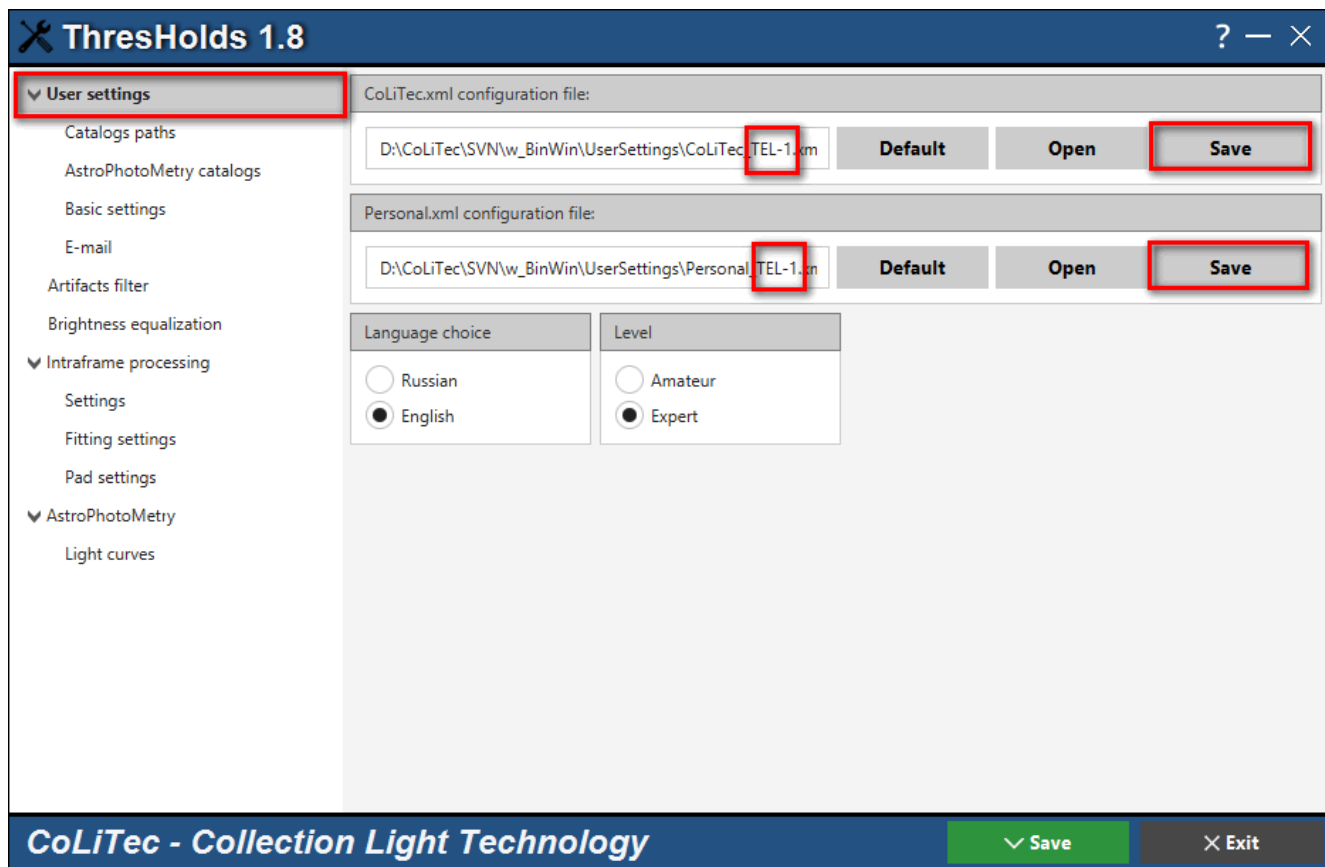 ThresHolds 1.8
?
User settings
Catalogs paths
AstroPhotoMetry catalogs
Basic settings
E-mail
Artifacts filter
Brightness equalization
Intraframe processing
Settings
Fitting settings
Pad settings
AstroPhotoMetry
Light curves
CoLiTec.xml configuration file:
D:\CoLiTec\SVN\w_BinWin\UserSettings\CoLiTec_TEL-1.xm Default Open Save
Personal.xml configuration file:
D:\CoLiTec\SVN\w_BinWin\UserSettings\Personal_TEL-1.xm Default Open Save
Language choice
Russian
English
Level
Amateur
Expert
CoLiTec - Collection Light Technology
Save
Exit